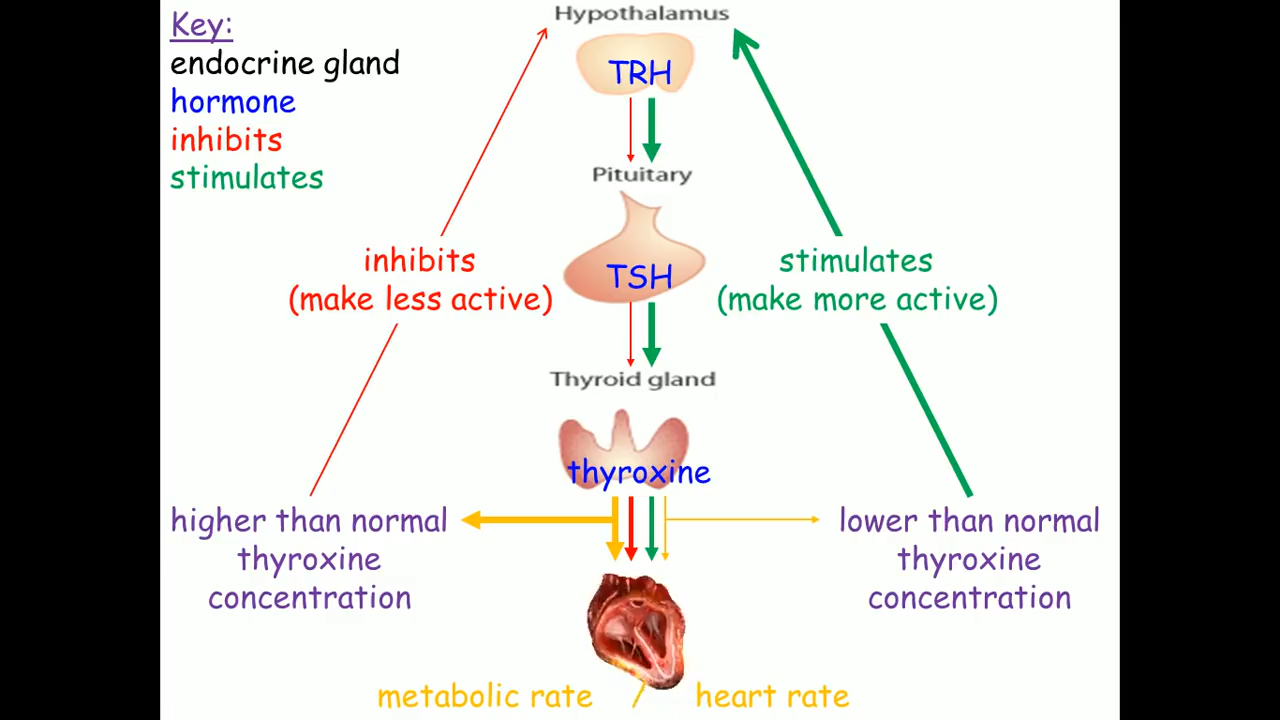 Key:
endocrine gland
hormone
inhibits
stimulates
Hypothalamus
TRH
Pituitary
TSH
inhibits
(make less active)
stimulates
(make more active)
Thyroid gland
thyroxine
higher than normal
thyroxine
concentration
lower than normal
thyroxine
concentration
metabolic rate / heart rate